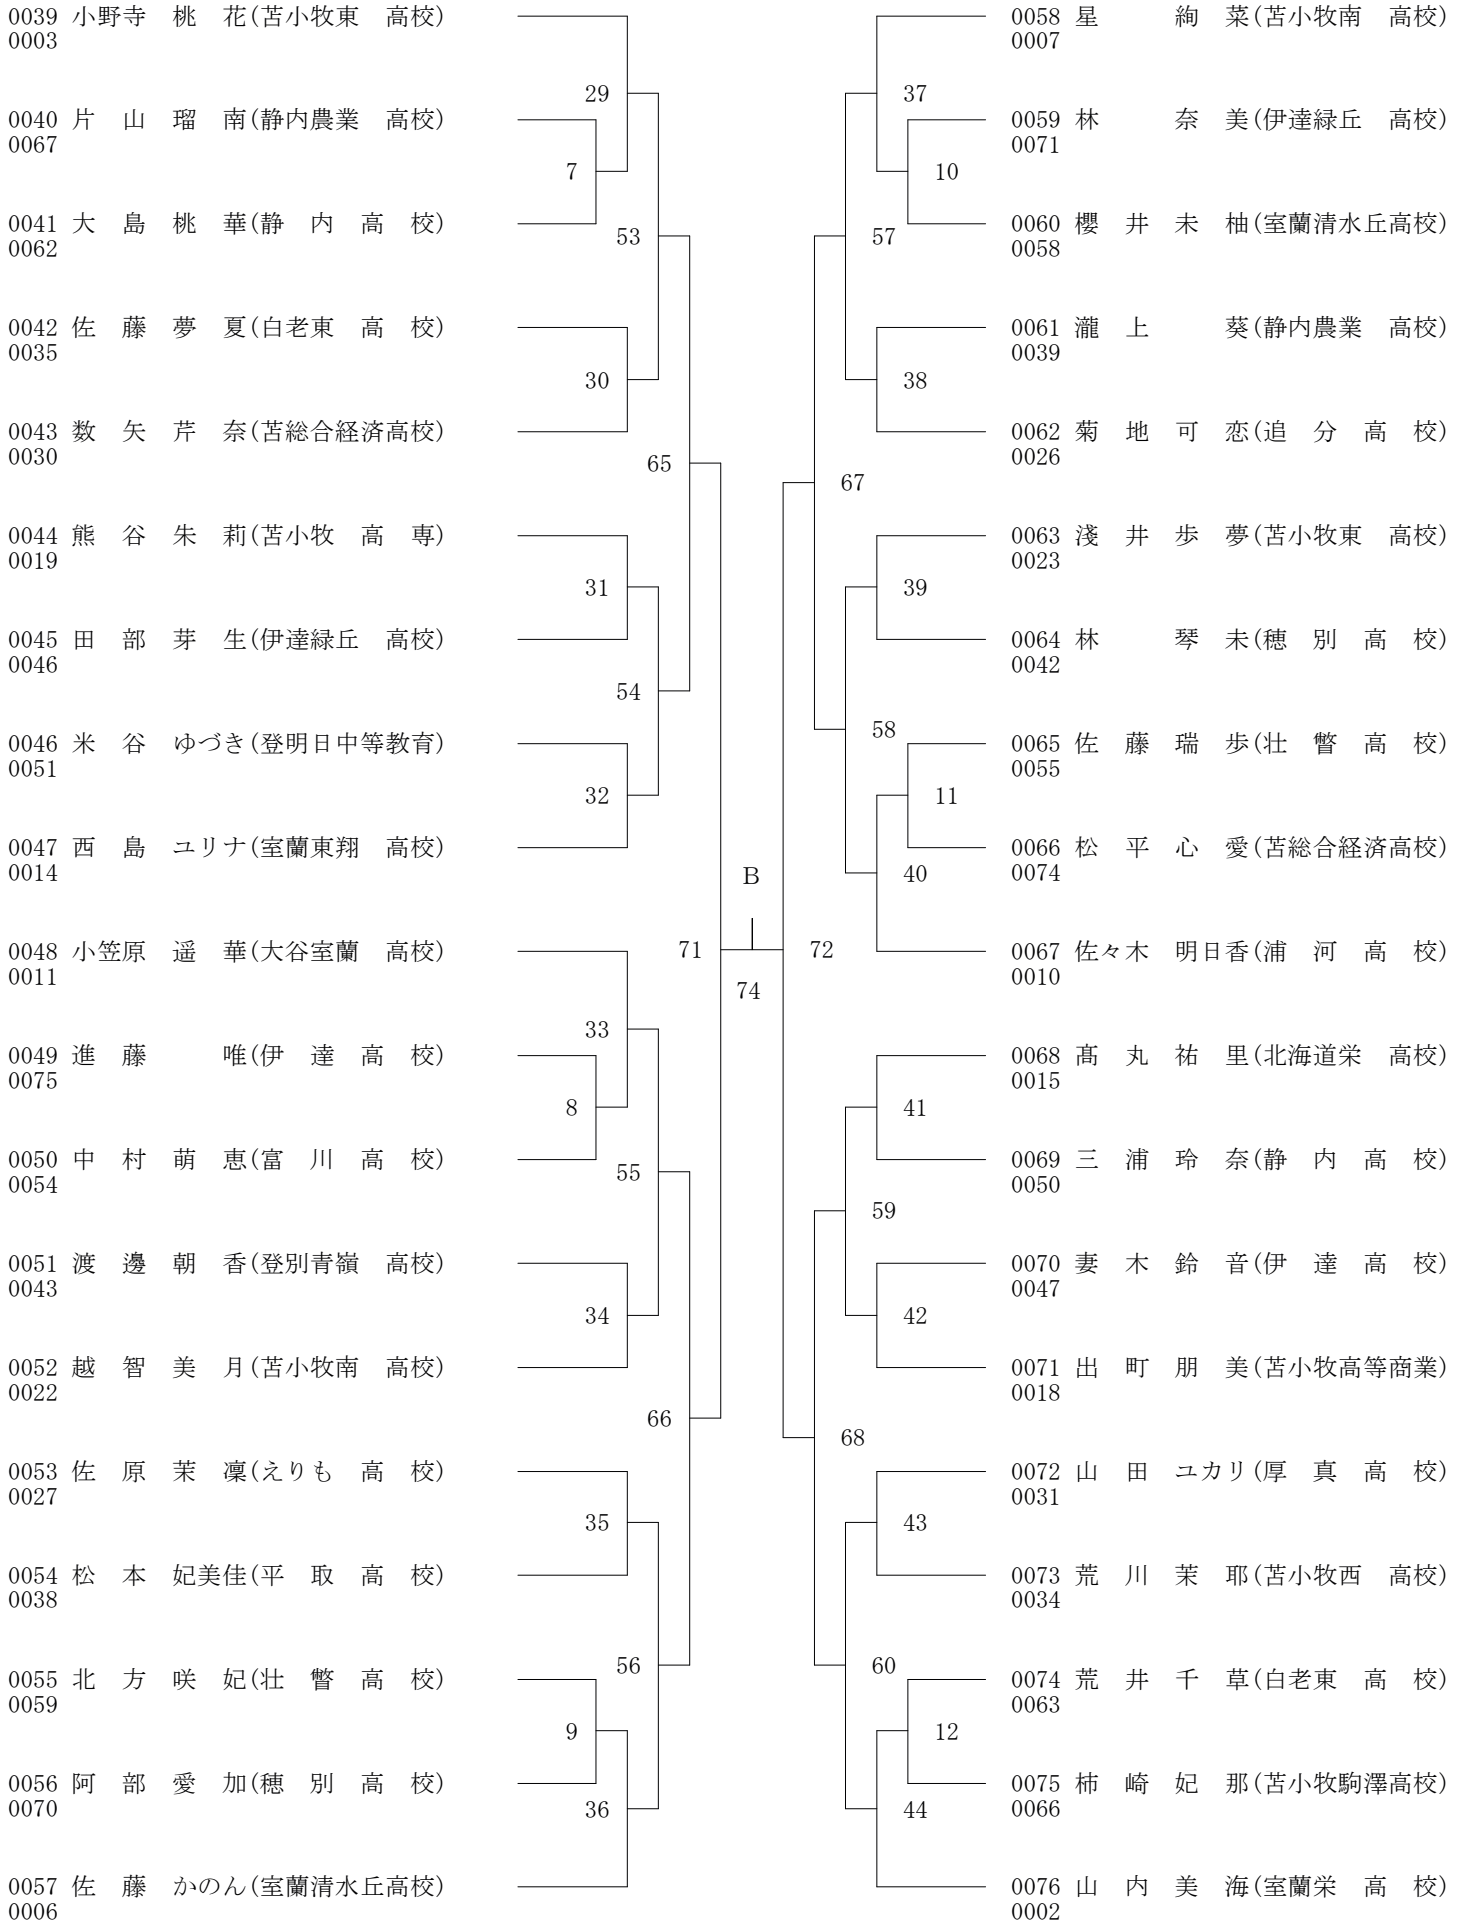 0039 小野寺　桃　花(苫小牧東　高校)
0003
29
0040 片　山　瑠　南(静内農業　高校)
0067
7
0041 大　島　桃　華(静　内　高　校)
0062
53
0042 佐　藤　夢　夏(白老東　高　校)
0035
30
0043 数　矢　芹　奈(苫総合経済高校)
0030
65
0044 熊　谷　朱　莉(苫小牧　高　専)
0019
31
0045 田　部　芽　生(伊達緑丘　高校)
0046
54
0046 米　谷　ゆづき(登明日中等教育)
0051
32
0047 西　島　ユリナ(室蘭東翔　高校)
0014
0048 小笠原　遥　華(大谷室蘭　高校)
0011
71
33
0049 進　藤　　　唯(伊　達　高　校)
0075
8
0050 中　村　萌　恵(富　川　高　校)
0054
55
0051 渡　邊　朝　香(登別青嶺　高校)
0043
34
0052 越　智　美　月(苫小牧南　高校)
0022
66
0053 佐　原　茉　凜(えりも　高　校)
0027
35
0054 松　本　妃美佳(平　取　高　校)
0038
56
0055 北　方　咲　妃(壮　瞥　高　校)
0059
9
0056 阿　部　愛　加(穂　別　高　校)
0070
36
0057 佐　藤　かのん(室蘭清水丘高校)
0006
B
74
0058 星　　　絢　菜(苫小牧南　高校)
0007
37
0059 林　　　奈　美(伊達緑丘　高校)
0071
10
0060 櫻　井　未　柚(室蘭清水丘高校)
0058
57
0061 瀧　上　　　葵(静内農業　高校)
0039
38
0062 菊　地　可　恋(追　分　高　校)
0026
67
0063 淺　井　歩　夢(苫小牧東　高校)
0023
39
0064 林　　　琴　未(穂　別　高　校)
0042
58
0065 佐　藤　瑞　歩(壮　瞥　高　校)
0055
11
0066 松　平　心　愛(苫総合経済高校)
0074
40
0067 佐々木　明日香(浦　河　高　校)
0010
72
0068 髙　丸　祐　里(北海道栄　高校)
0015
41
0069 三　浦　玲　奈(静　内　高　校)
0050
59
0070 妻　木　鈴　音(伊　達　高　校)
0047
42
0071 出　町　朋　美(苫小牧高等商業)
0018
68
0072 山　田　ユカリ(厚　真　高　校)
0031
43
0073 荒　川　茉　耶(苫小牧西　高校)
0034
60
0074 荒　井　千　草(白老東　高　校)
0063
12
0075 柿　崎　妃　那(苫小牧駒澤高校)
0066
44
0076 山　内　美　海(室蘭栄　高　校)
0002